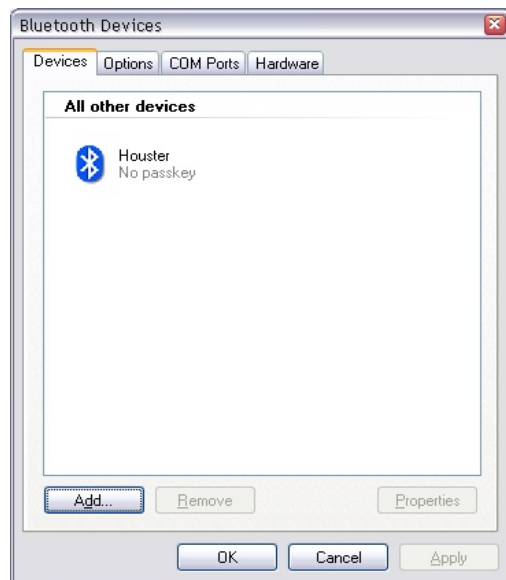 Bluetooth Devices
Devices Options COM Ports Hardware
All other devices
Houster
No passkey
Add... Remove Properties
OK Cancel Apply